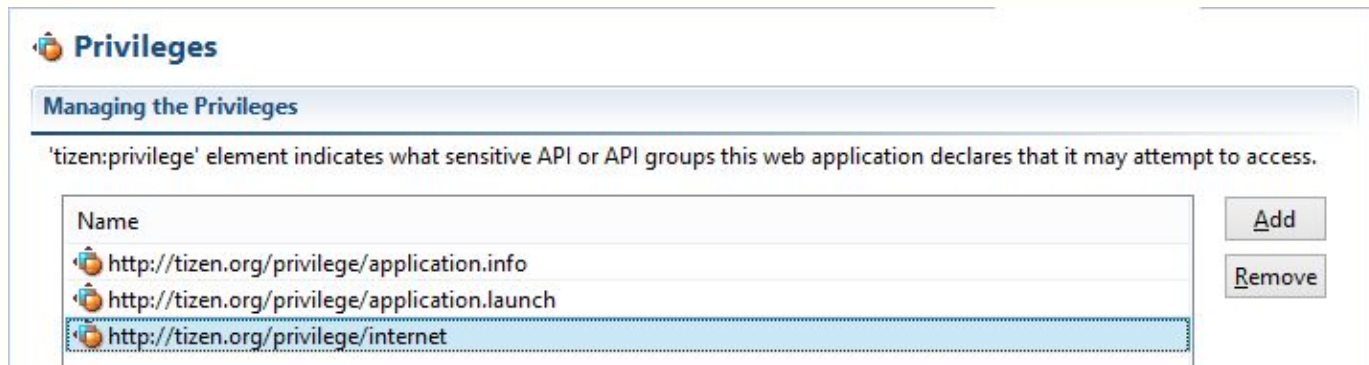 Privileges
Managing the Privileges
'tizen:privilege' element indicates what sensitive API or API groups this web application declares that it may attempt to access.
Name
Add
http://tizen.org/privilege/application.info
Remove
http://tizen.org/privilege/application.launch
http://tizen.org/privilege/internet